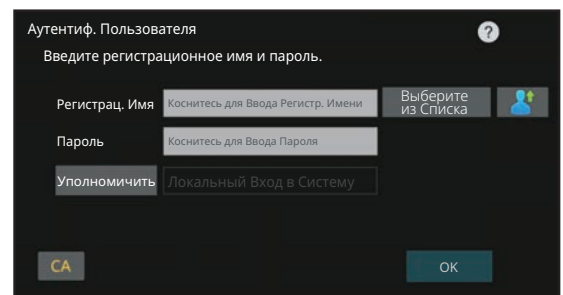 Аутентиф. Пользователя
?
Введите регистрационное имя и пароль.
Регистрац. Имя
Коснитесь для Ввода Регистр. Имени
Выберите
из Списка
Пароль
Коснитесь для Ввода Пароля
Уполномичить
Локальный Вход в Систему
CA
OK